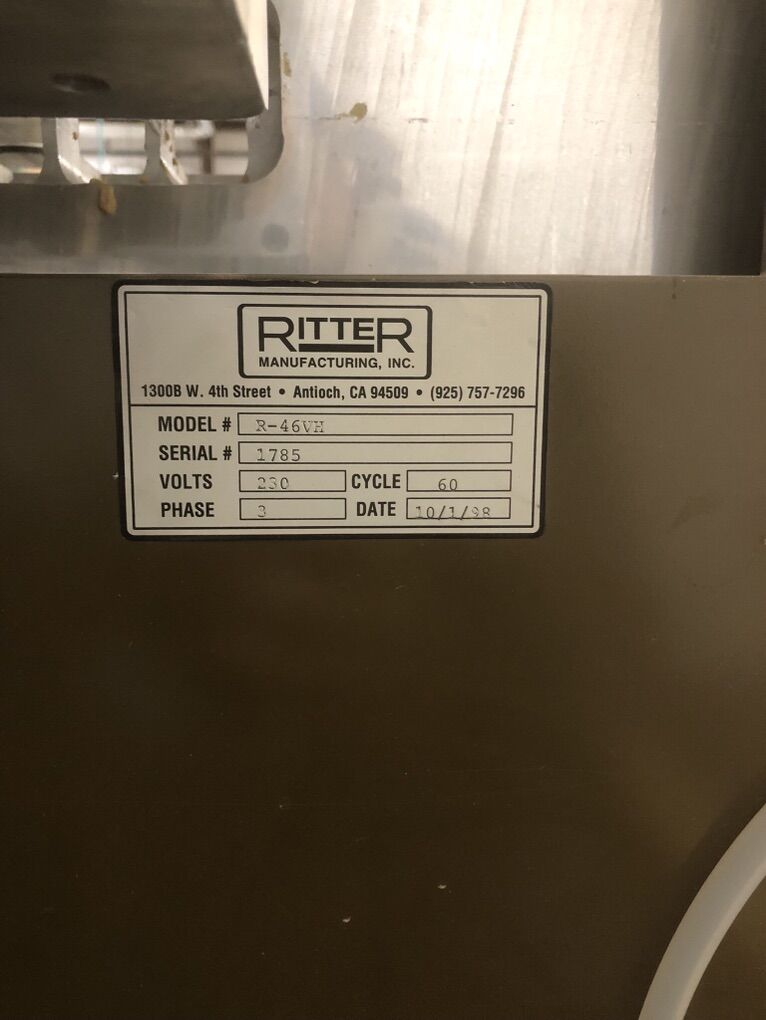 RITTER
MANUFACTURING, INC.
1300B W. 4th Street • Antioch, CA 94509 • (925) 757-7296
MODEL # R-46VH
SERIAL # 1785
VOLTS 230 CYCLE 60
PHASE 3 DATE 10/1/98